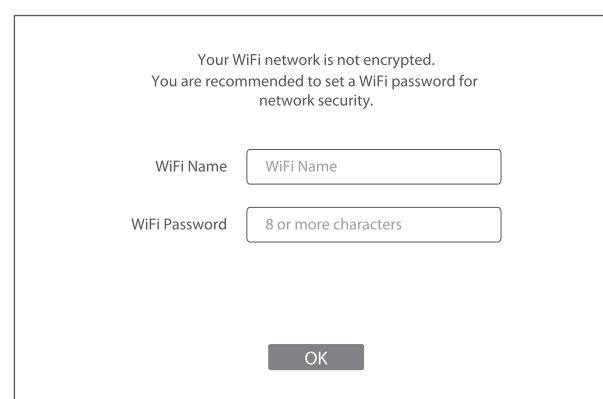 Your WiFi network is not encrypted.
You are recommended to set a WiFi password for
network security.
WiFi Name WiFi Name
WiFi Password 8 or more characters
OK